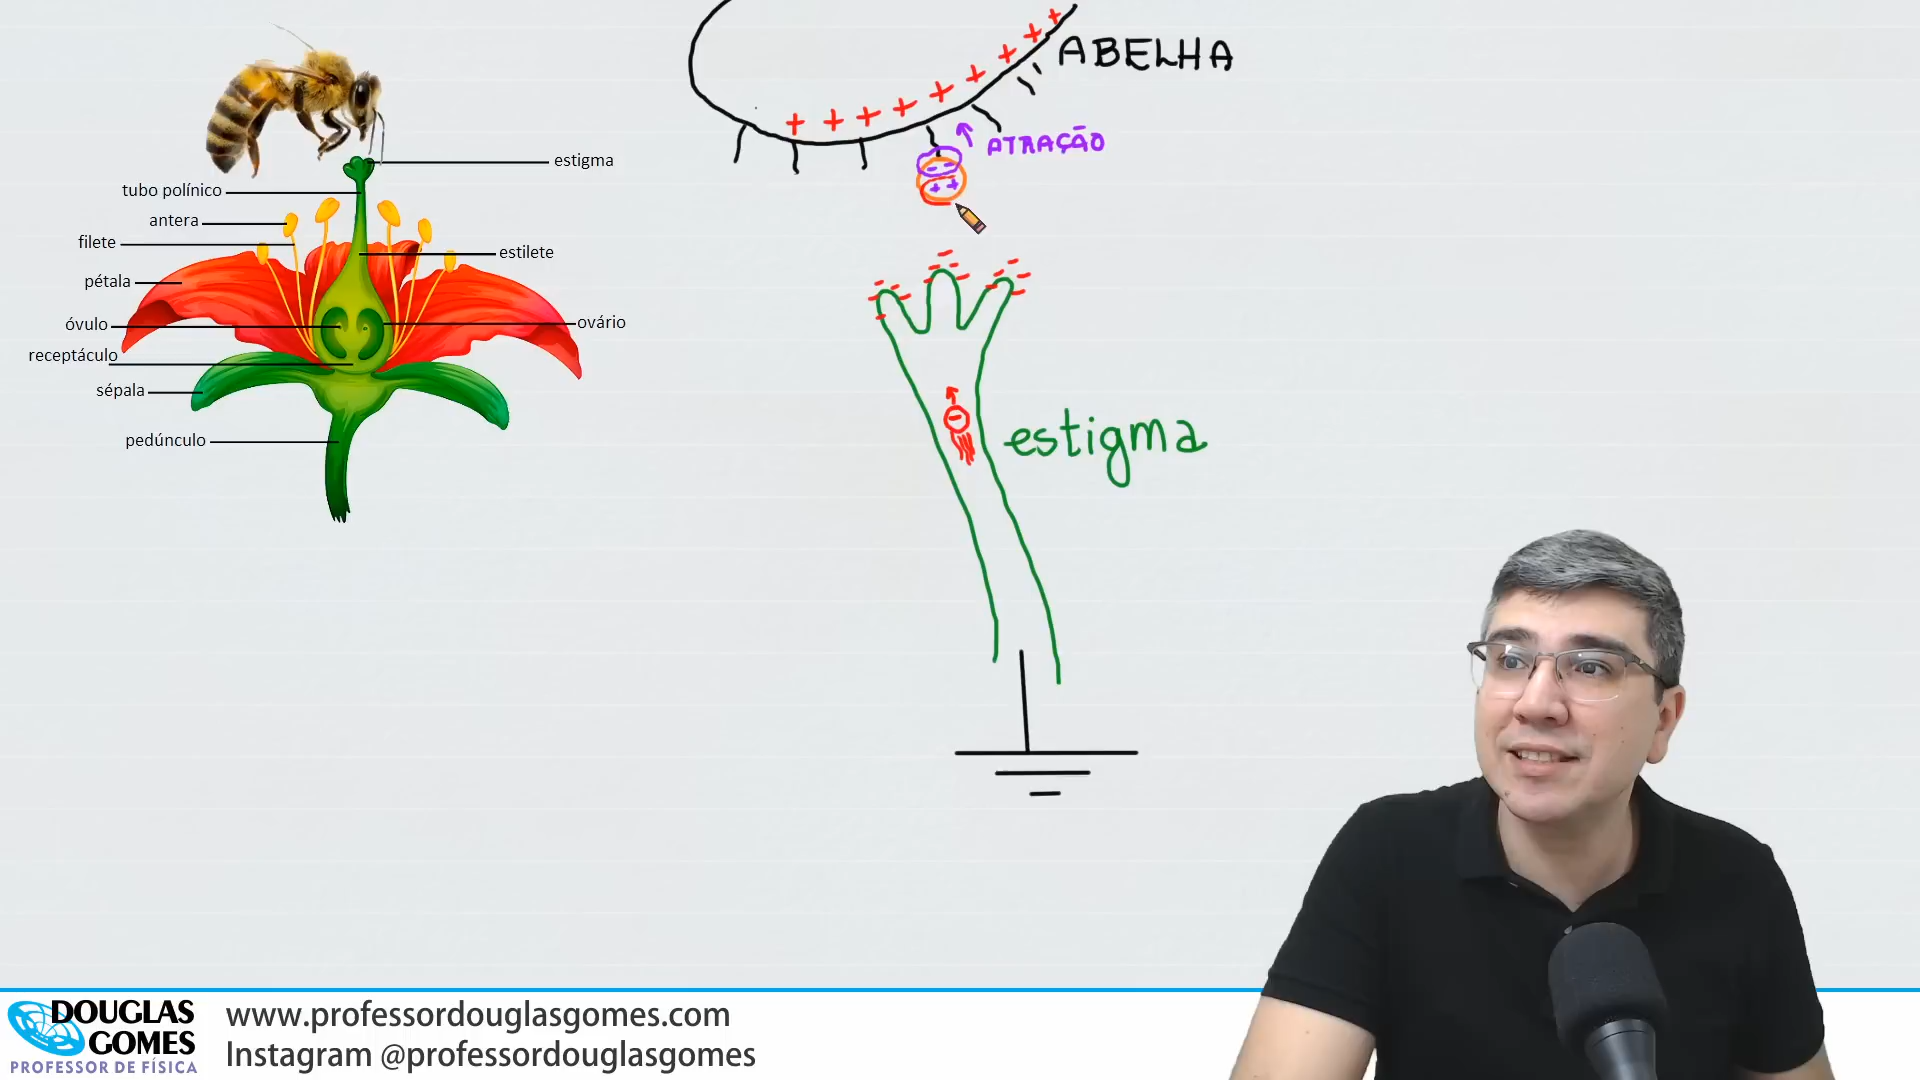 ABELHA
ATRAÇÃO
estigma
tubo polínico
antera
filete
estilete
pétala
óvulo
ovário
receptáculo
sépala
pedúnculo
estigma
DOUGLAS
GOMES
PROFESSOR DE FÍSICA
www.professordouglasgomes.com
Instagram @professordouglasgomes